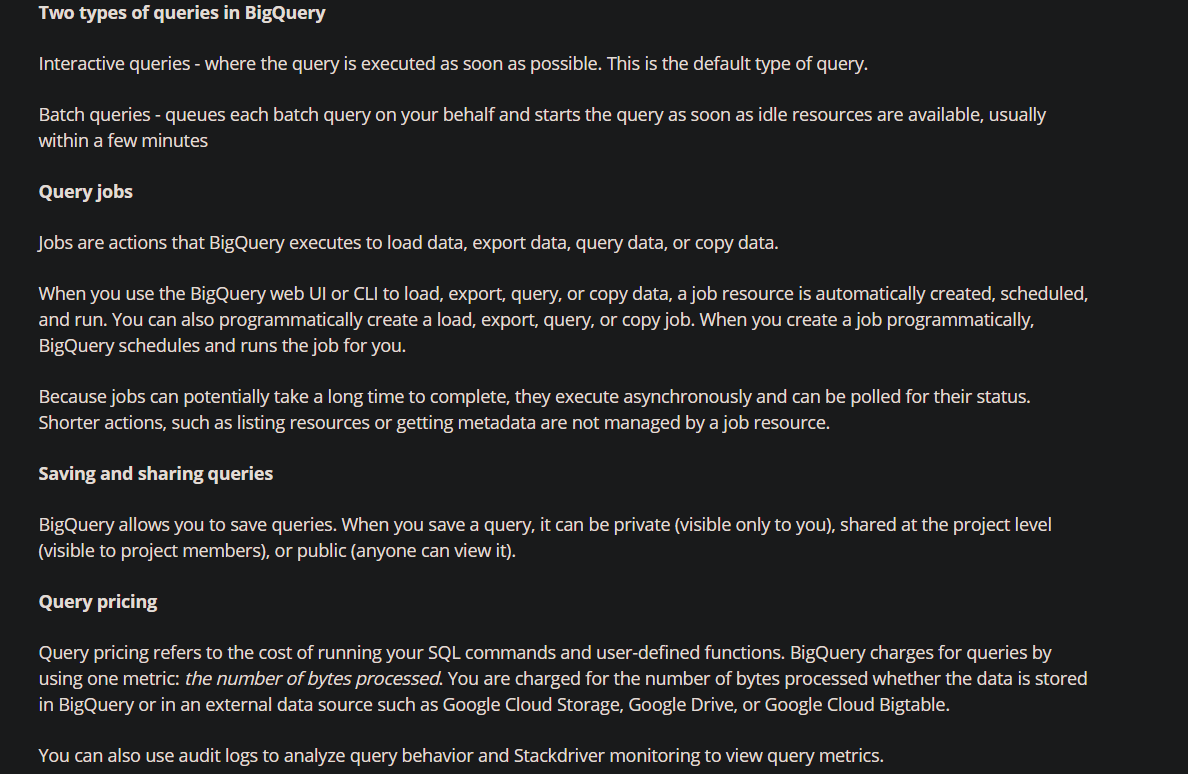 Two types of queries in BigQuery
Interactive queries - where the query is executed as soon as possible. This is the default type of query.
Batch queries - queues each batch query on your behalf and starts the query as soon as idle resources are available, usually
within a few minutes
Query jobs
Jobs are actions that BigQuery executes to load data, export data, query data, or copy data.
When you use the BigQuery web UI or CLI to load, export, query, or copy data, a job resource is automatically created, scheduled,
and run. You can also programmatically create a load, export, query, or copy job. When you create a job programmatically,
BigQuery schedules and runs the job for you.
Because jobs can potentially take a long time to complete, they execute asynchronously and can be polled for their status.
Shorter actions, such as listing resources or getting metadata are not managed by a job resource.
Saving and sharing queries
BigQuery allows you to save queries. When you save a query, it can be private (visible only to you), shared at the project level
(visible to project members), or public (anyone can view it).
Query pricing
Query pricing refers to the cost of running your SQL commands and user-defined functions. BigQuery charges for queries by
using one metric: the number of bytes processed. You are charged for the number of bytes processed whether the data is stored
in BigQuery or in an external data source such as Google Cloud Storage, Google Drive, or Google Cloud Bigtable.
You can also use audit logs to analyze query behavior and Stackdriver monitoring to view query metrics.